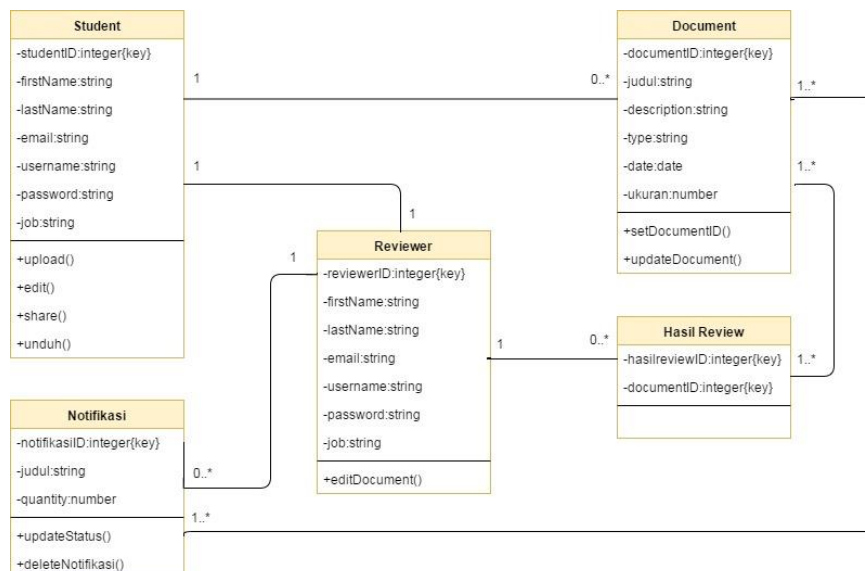 Student
-studentID:integer{key}
-firstName:string
-lastName:string
-email:string
-username:string
-password:string
-job:string
+upload()
+edit()
+share()
+unduh()
1
0..*
1
1
Document
-documentID:integer{key}
-judul:string
-description:string
-type:string
-date:date
-ukuran:number
+setDocumentID()
+updateDocument()
1..*
1..*
Reviewer
-reviewerID:integer{key}
-firstName:string
-lastName:string
-email:string
-username:string
-password:string
-job:string
+editDocument()
1
1
0..*
Hasil Review
-hasilreviewID:integer{key}
-documentID:integer{key}
1..*
Notifikasi
-notifikasiID:integer{key}
-judul:string
-quantity:number
+updateStatus()
+deleteNotifikasi()
0..*
1..*